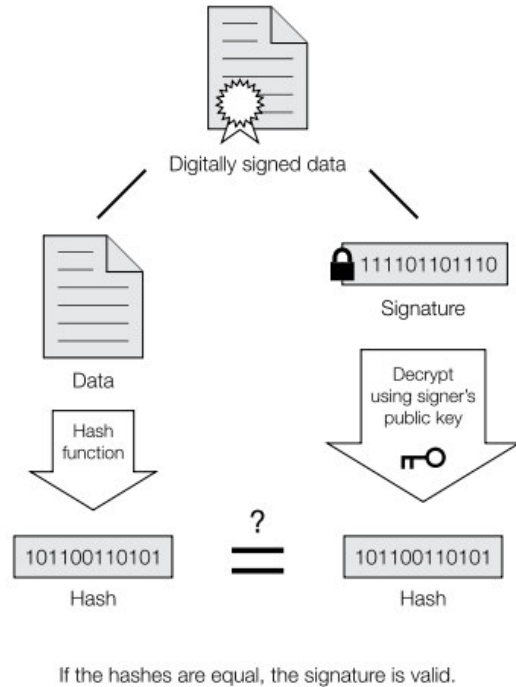 Digitally signed data
111101101110
Signature
Data
Decrypt
using signer's
public key
Hash
function
?
101100110101
=
101100110101
Hash
Hash
If the hashes are equal, the signature is valid.